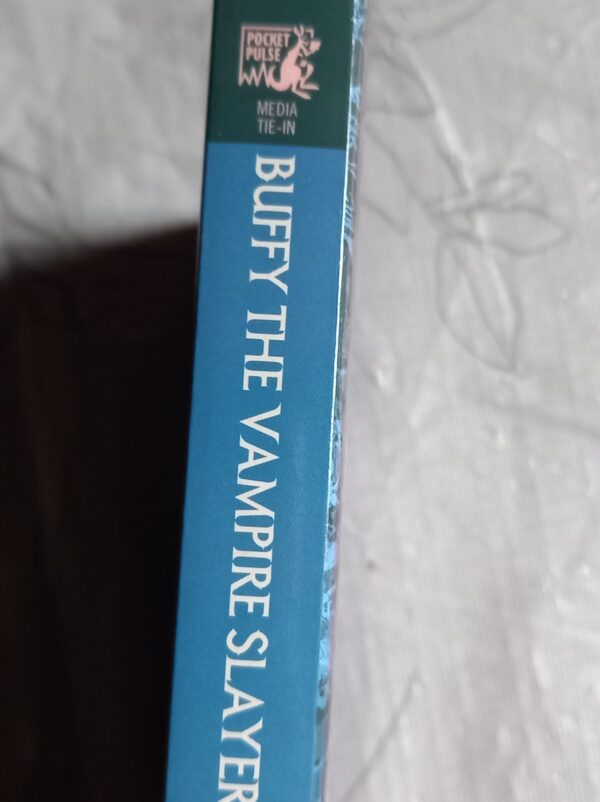 POCKET
PULSE
MEDIA
TIE-IN
BUFFY THE VAMPIRE SLAYER